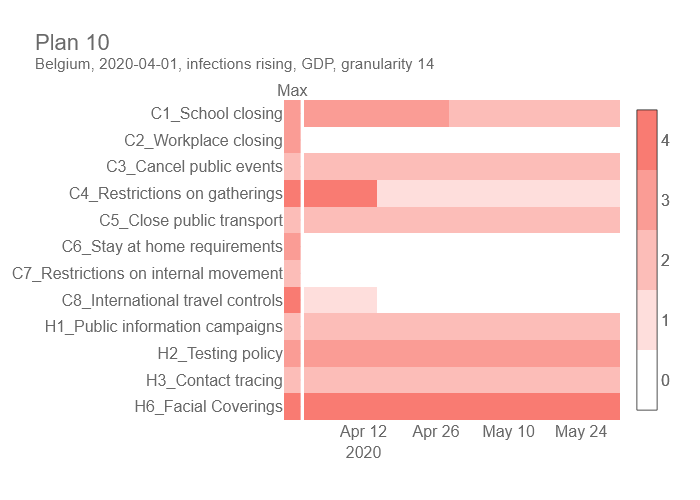 Plan 10
Belgium, 2020-04-01, infections rising, GDP, granularity 14
Max
C1_School closing
C2_Workplace closing
C3_Cancel public events
C4_Restrictions on gatherings
C5_Close public transport
C6_Stay at home requirements
C7_Restrictions on internal movement
C8_International travel controls
H1_Public information campaigns
H2_Testing policy
H3_Contact tracing
H6_Facial Coverings
Apr 12 Apr 26 May 10 May 24
2020
4
3
2
1
0